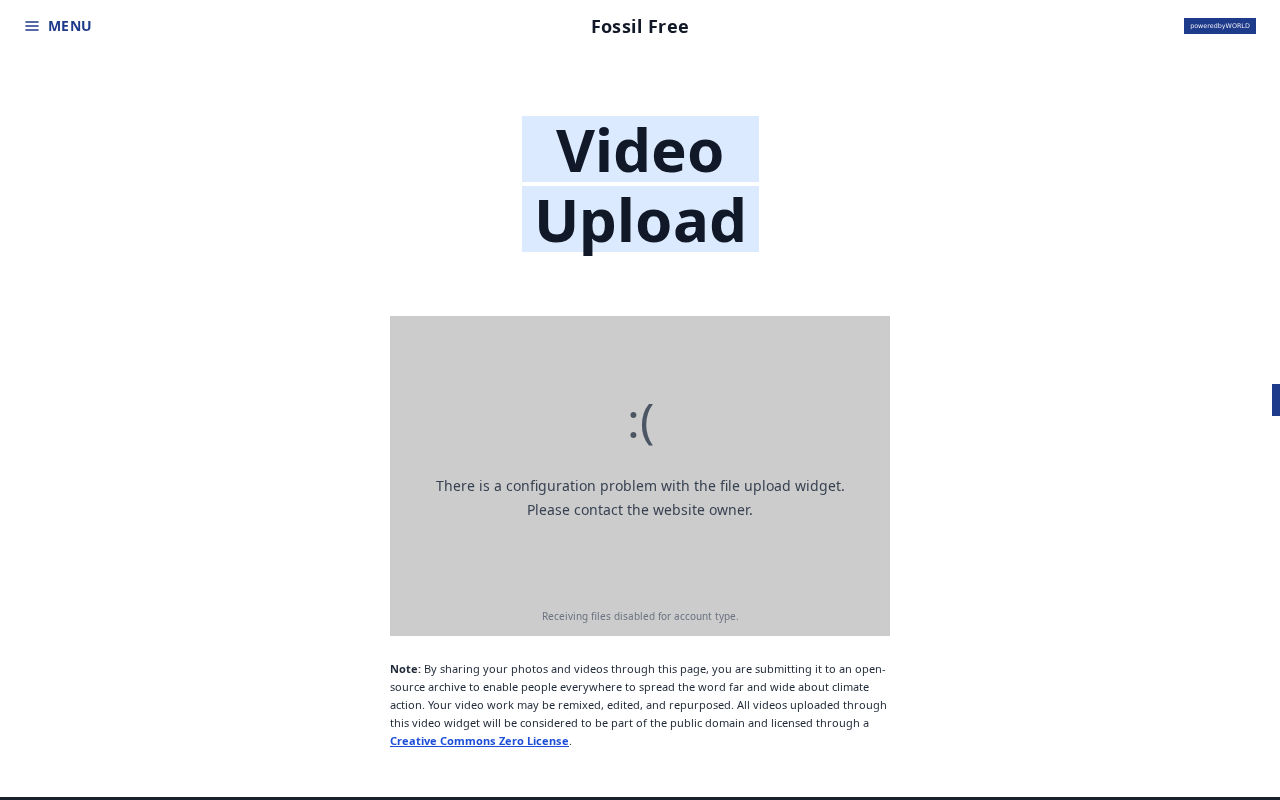 MENU
Fossil Free
poweredbyWORLD
Video
Upload
:(
There is a configuration problem with the file upload widget.
Please contact the website owner.
Receiving files disabled for account type.
Note: By sharing your photos and videos through this page, you are submitting it to an open-
source archive to enable people everywhere to spread the word far and wide about climate
action. Your video work may be remixed, edited, and repurposed. All videos uploaded through
this video widget will be considered to be part of the public domain and licensed through a
Creative Commons Zero License.